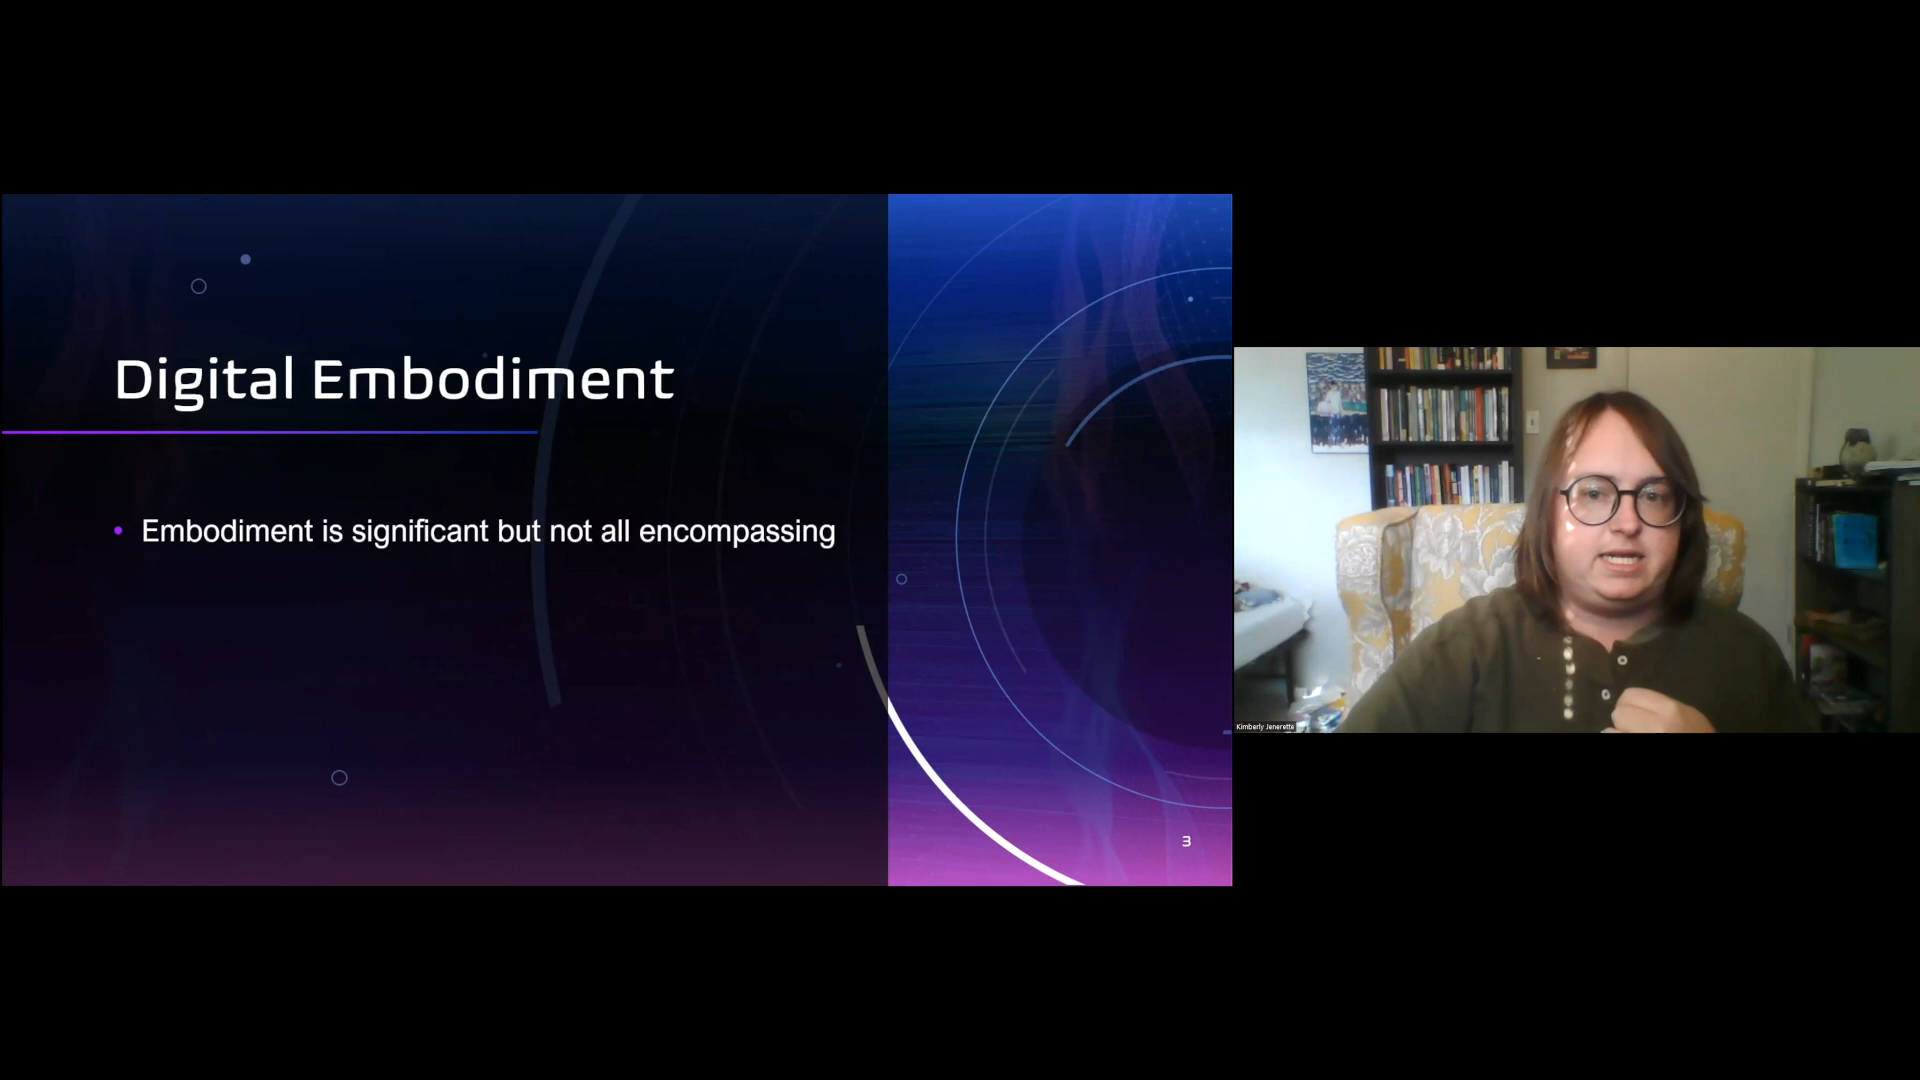 Digital Embodiment
Embodiment is significant but not all encompassing
3
Kimberly Jenerette